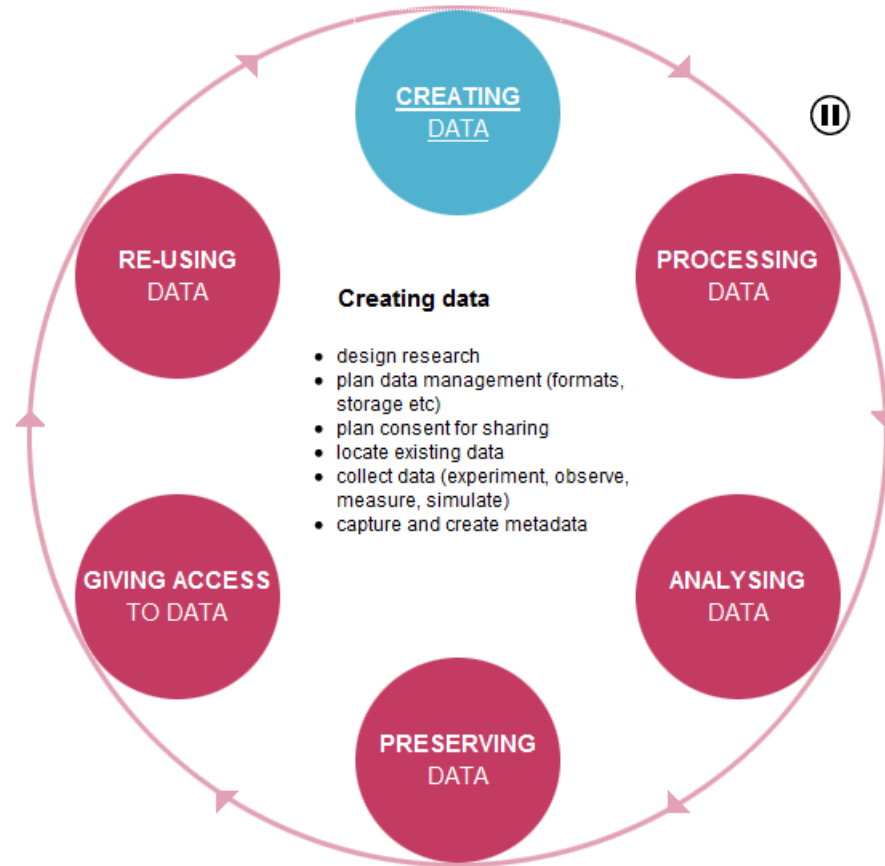 CREATING
DATA
PROCESSING
DATA
ANALYSING
DATA
PRESERVING
DATA
GIVING ACCESS
TO DATA
RE-USING
DATA
Creating data
• design research
• plan data management (formats,
storage etc)
• plan consent for sharing
• locate existing data
• collect data (experiment, observe,
measure, simulate)
• capture and create metadata